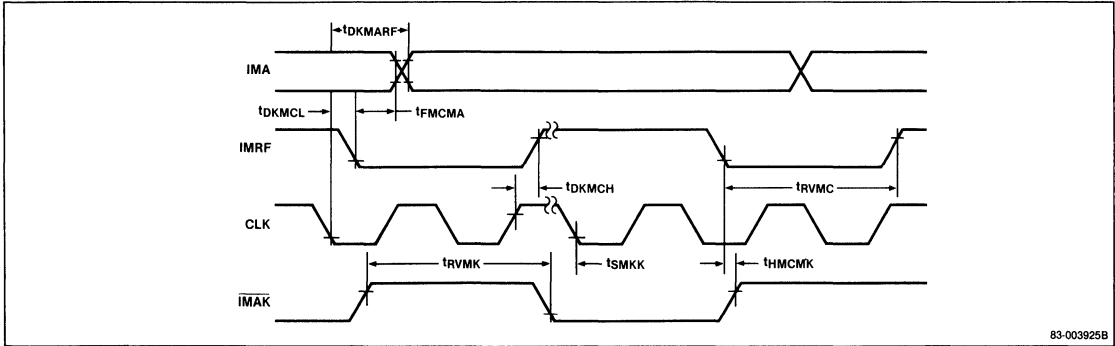 tDKMARF
IMA
tDKMCL
tFMCMA
IMRF
tDKMCH
tRVMC
CLK
tRVMK
tSMKK
tHMCMK
IMAK
83-003925B